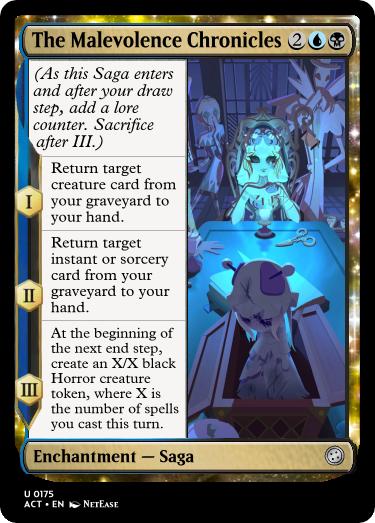 The Malevolence Chronicles 2
(As this Saga enters
and after your draw
step, add a lore
counter. Sacrifice
after III.)
I
Return target
creature card from
your graveyard to
your hand.
II
Return target
instant or sorcery
card from your
graveyard to your
hand.
III
At the beginning of
the next end step,
create an X/X black
Horror creature
token, where X is
the number of spells
you cast this turn.
Enchantment — Saga
U 0175
ACT • EN NetEase